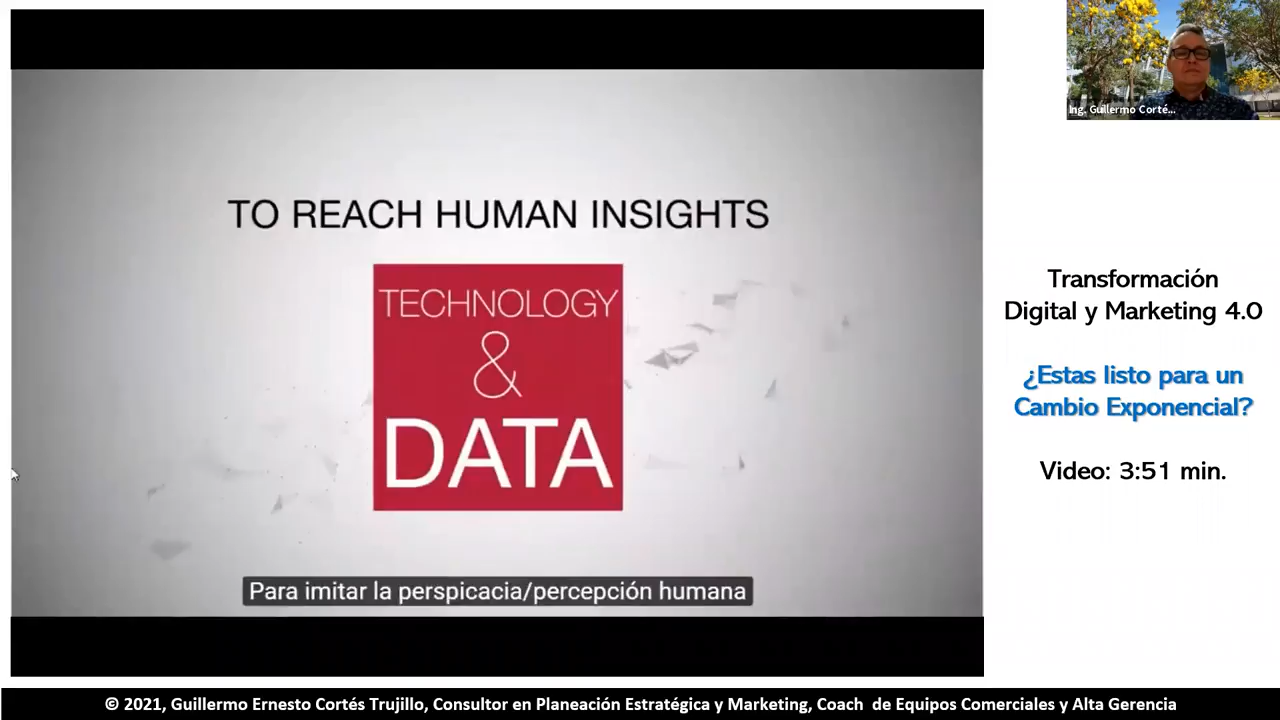 TO REACH HUMAN INSIGHTS
TECHNOLOGY
&
DATA
Para imitar la perspicacia/percepción humana
Ing. Guillermo Corté...
Transformación
Digital y Marketing 4.0
¿Estas listo para un
Cambio Exponencial?
Video: 3:51 min.
© 2021, Guillermo Ernesto Cortés Trujillo, Consultor en Planeación Estratégica y Marketing, Coach de Equipos Comerciales y Alta Gerencia